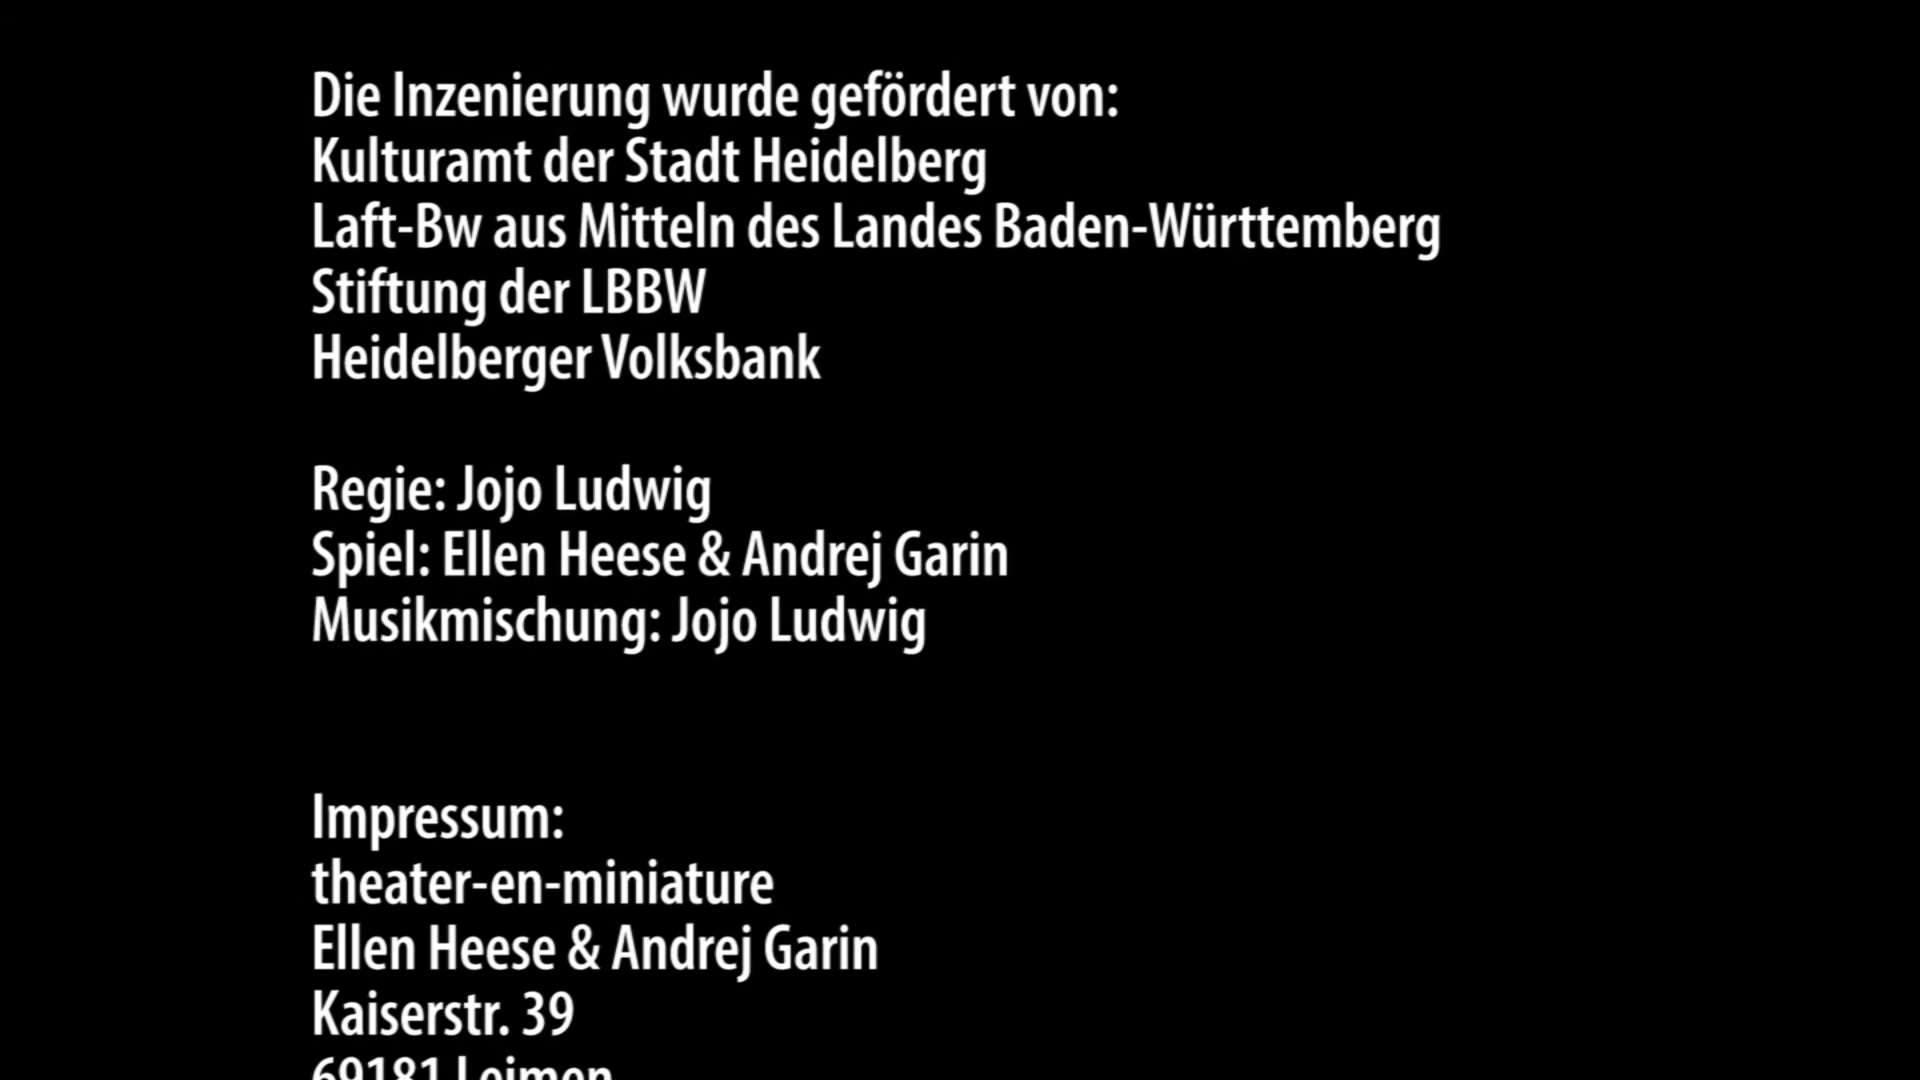 Die Inzenierung wurde gefördert von:
Kulturamt der Stadt Heidelberg
Laft-Bw aus Mitteln des Landes Baden-Württemberg
Stiftung der LBBW
Heidelberger Volksbank
Regie: Jojo Ludwig
Spiel: Ellen Heese & Andrej Garin
Musikmischung: Jojo Ludwig
Impressum:
theater-en-miniature
Ellen Heese & Andrej Garin
Kaiserstr. 39
69181 Leimen